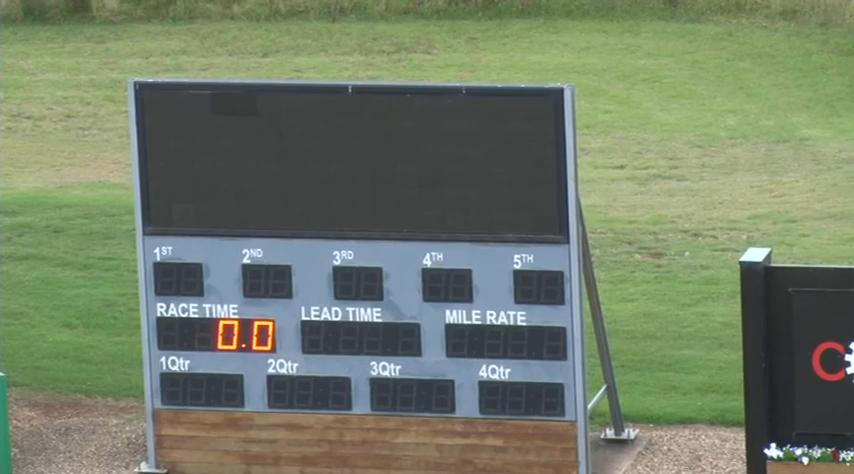 1ST 2ND 3RD 4TH 5TH
RACE TIME LEAD TIME MILE RATE
0.0
1Qtr 2Qtr 3Qtr 4Qtr